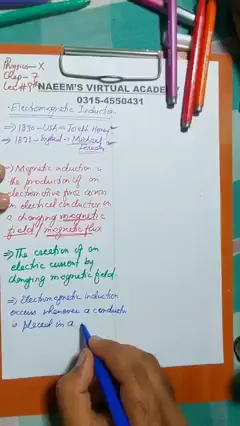 Physics - X
Chap - 7
Lec # 9th
NAEEM'S VIRTUAL ACADEMY
0315-4550431
Electromagnetic Induction
⇒ 1830 - USA - Joseph Henry
⇒ 1831 - England - Michael
Faraday
⇒ Magnetic induction is
the production of an
electromotive force across
an electrical conductor in
a changing magnetic
field, magnetic flux
⇒ The creation of an
electric current by
changing magnetic field.
⇒ Electromagnetic induction
occurs whenever a conductor
is placed in a